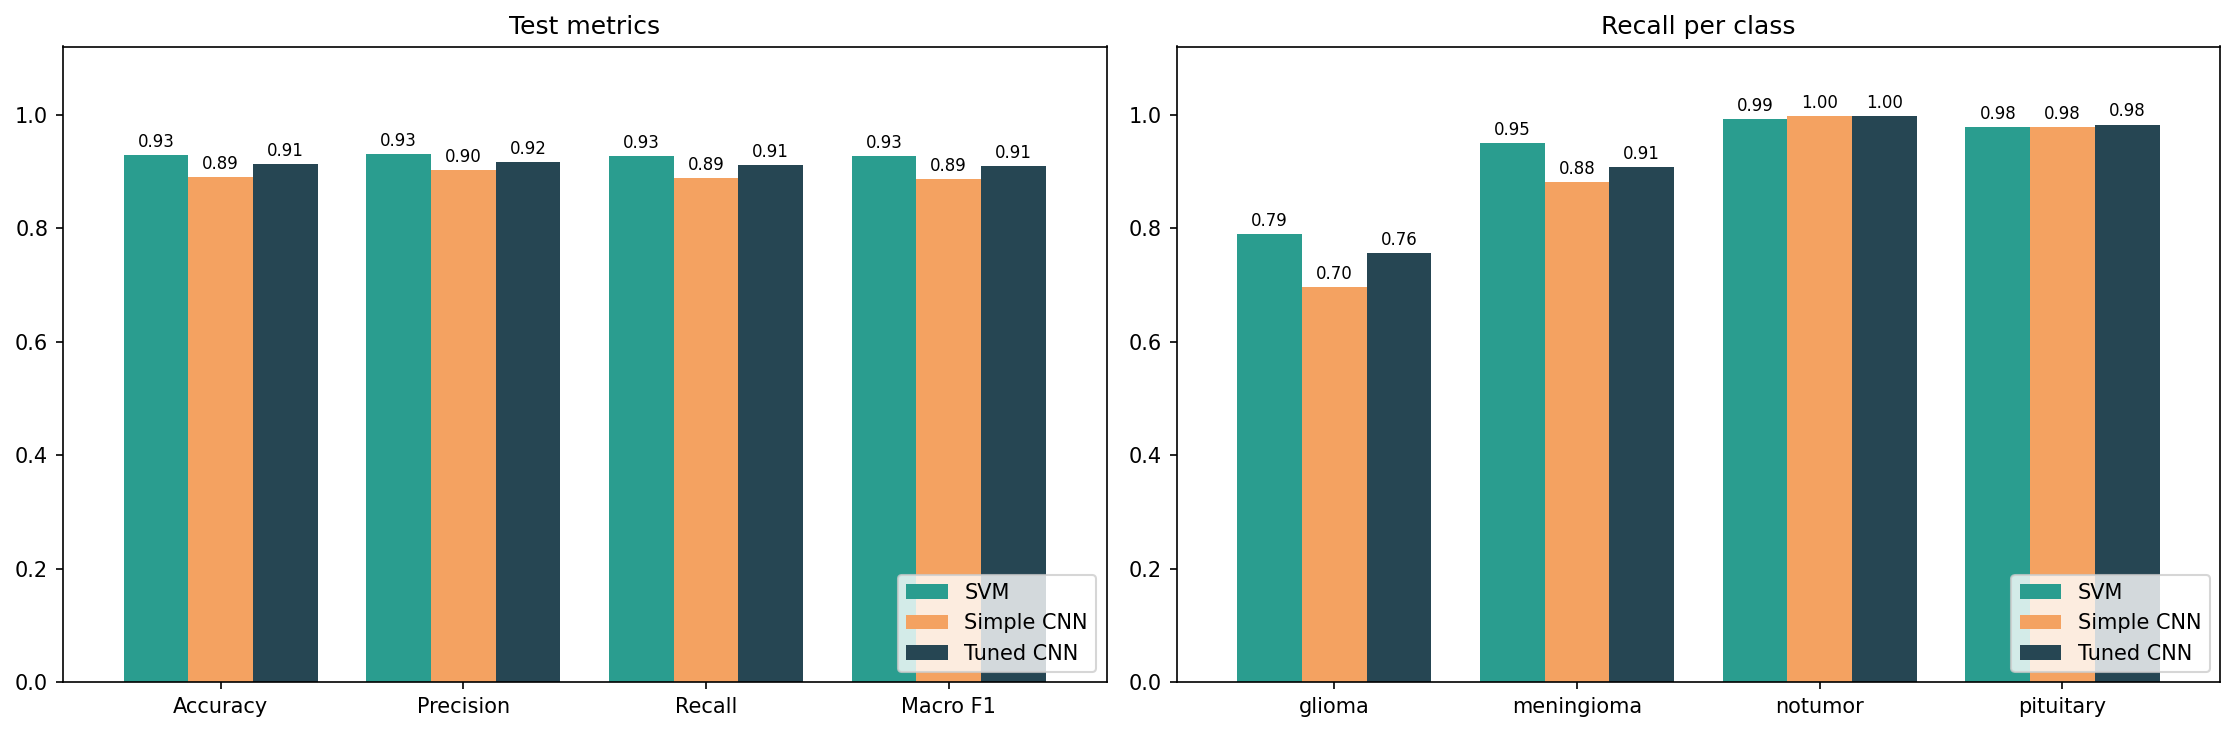 Test metrics
1.0
0.8
0.6
0.4
0.2
0.0
0.93 0.89 0.91
0.93 0.90 0.92
0.93 0.89 0.91
0.93 0.89 0.91
SVM
Simple CNN
Tuned CNN
Accuracy Precision Recall Macro F1
Recall per class
1.0
0.8
0.6
0.4
0.2
0.0
0.79 0.70 0.76
0.95 0.88 0.91
0.99 1.00 1.00
0.98 0.98 0.98
SVM
Simple CNN
Tuned CNN
glioma meningioma notumor pituitary